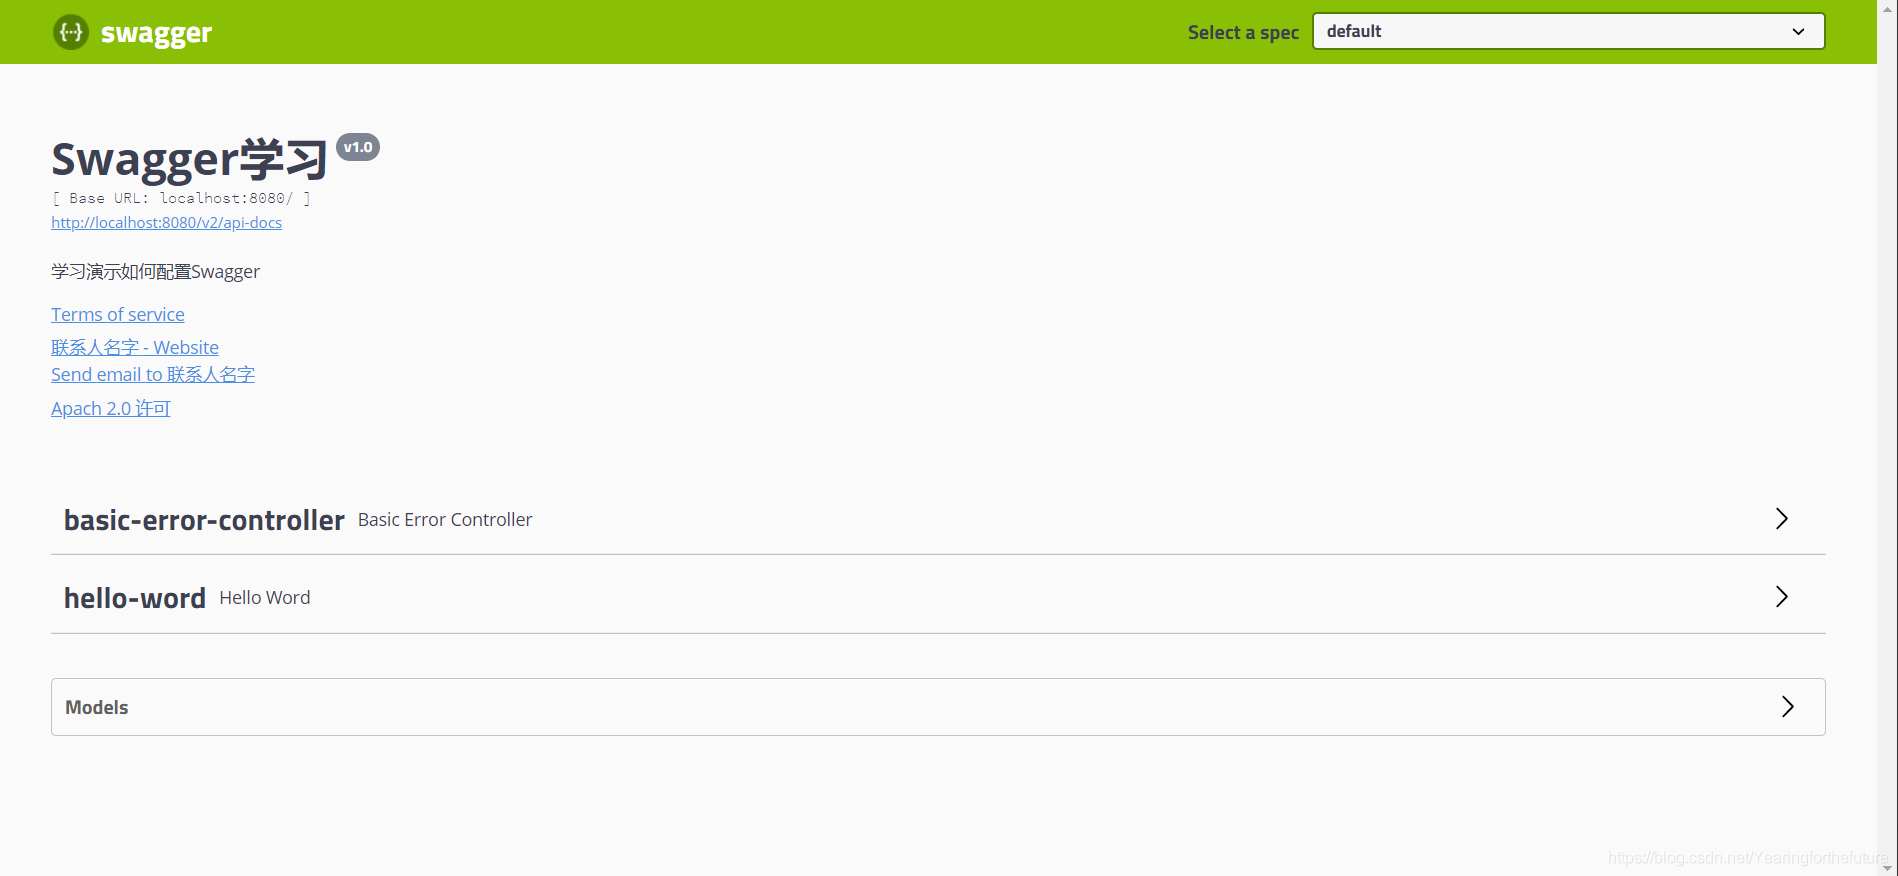 swagger
Select a spec default
Swagger学习 v1.0
[ Base URL: localhost:8080/ ]
http://localhost:8080/v2/api-docs
学习演示如何配置Swagger
Terms of service
联系人名字 - Website
Send email to 联系人名字
Apach 2.0 许可
basic-error-controller Basic Error Controller
hello-word Hello Word
Models
https://blog.csdn.net/Yearingforthefuture